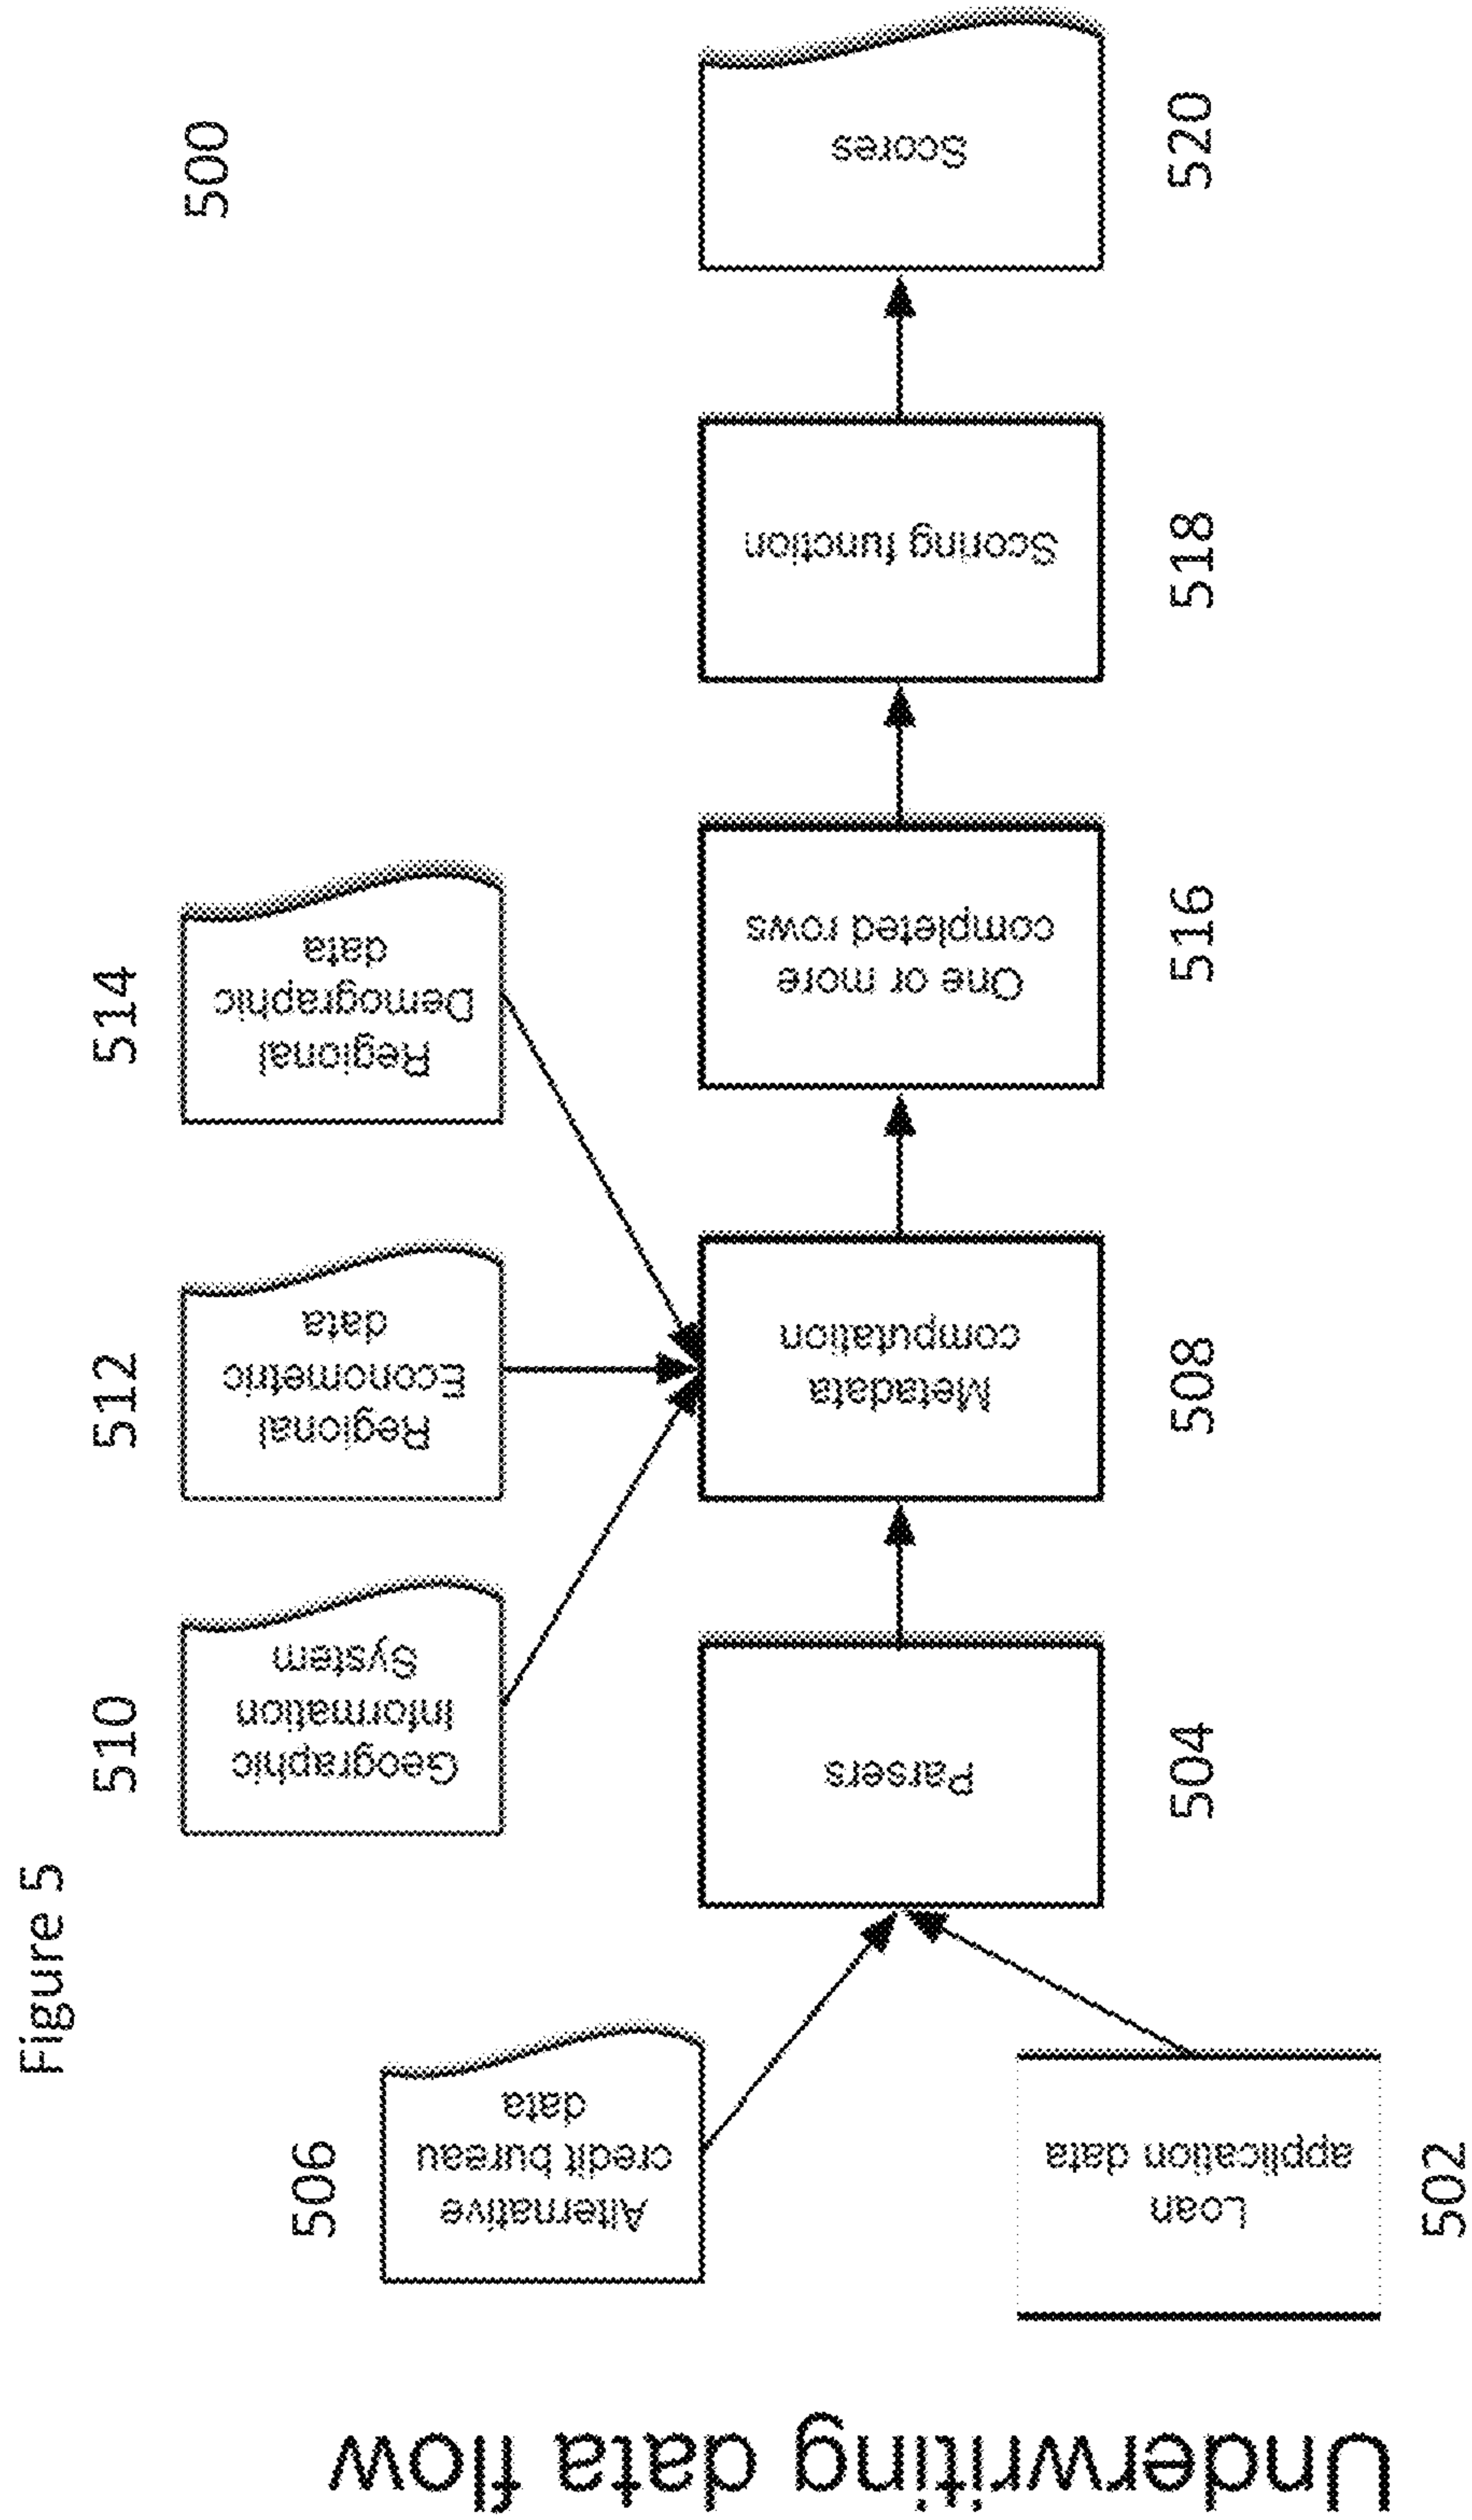 Underwriting data flow
Loan
application data
502
Alternative
credit bureau
data
506
Parsers
504
Metadata
computation
508
Geographic
Information
System
510
Regional
Econometric
data
512
Regional
Demographic
data
514
One or more
completed rows
516
Scoring function
518
Scores
520
500
Figure 5